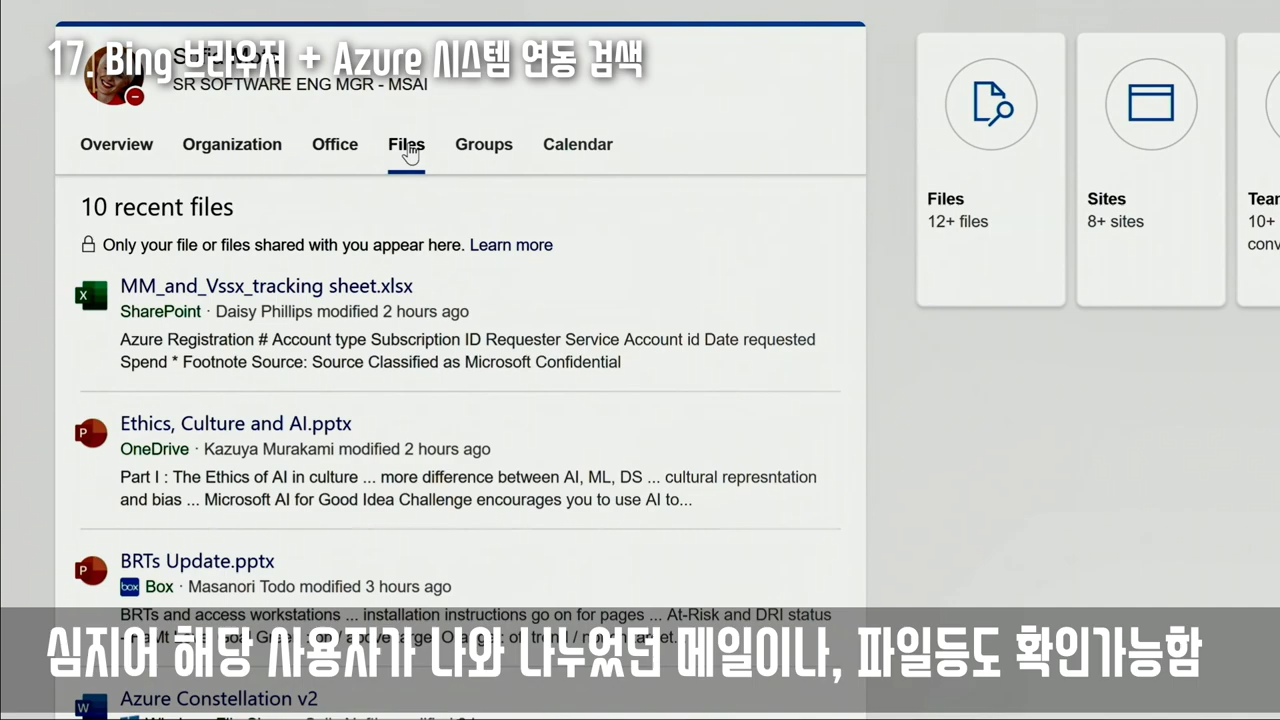 17. Bing 브라우저 + Azure 시스템 연동 검색
SR SOFTWARE ENG MGR - MSAI
Overview Organization Office Files Groups Calendar
10 recent files
Only your file or files shared with you appear here. Learn more
MM_and_Vssx_tracking sheet.xlsx
SharePoint · Daisy Phillips modified 2 hours ago
Azure Registration # Account type Subscription ID Requester Service Account id Date requested
Spend * Footnote Source: Source Classified as Microsoft Confidential
Ethics, Culture and AI.pptx
OneDrive · Kazuya Murakami modified 2 hours ago
Part I : The Ethics of AI in culture ... more difference between AI, ML, DS ... cultural represntation
and bias ... Microsoft AI for Good Idea Challenge encourages you to use AI to...
BRTs Update.pptx
box Box · Masanori Todo modified 3 hours ago
BRTs and access workstations ... installation instructions go on for pages ... At-Risk and DRI status
심지어 해당 사용자가 나와 나누었던 메일이나, 파일등도 확인가능함
Azure Constellation v2
Files
12+ files
Sites
8+ sites
10+